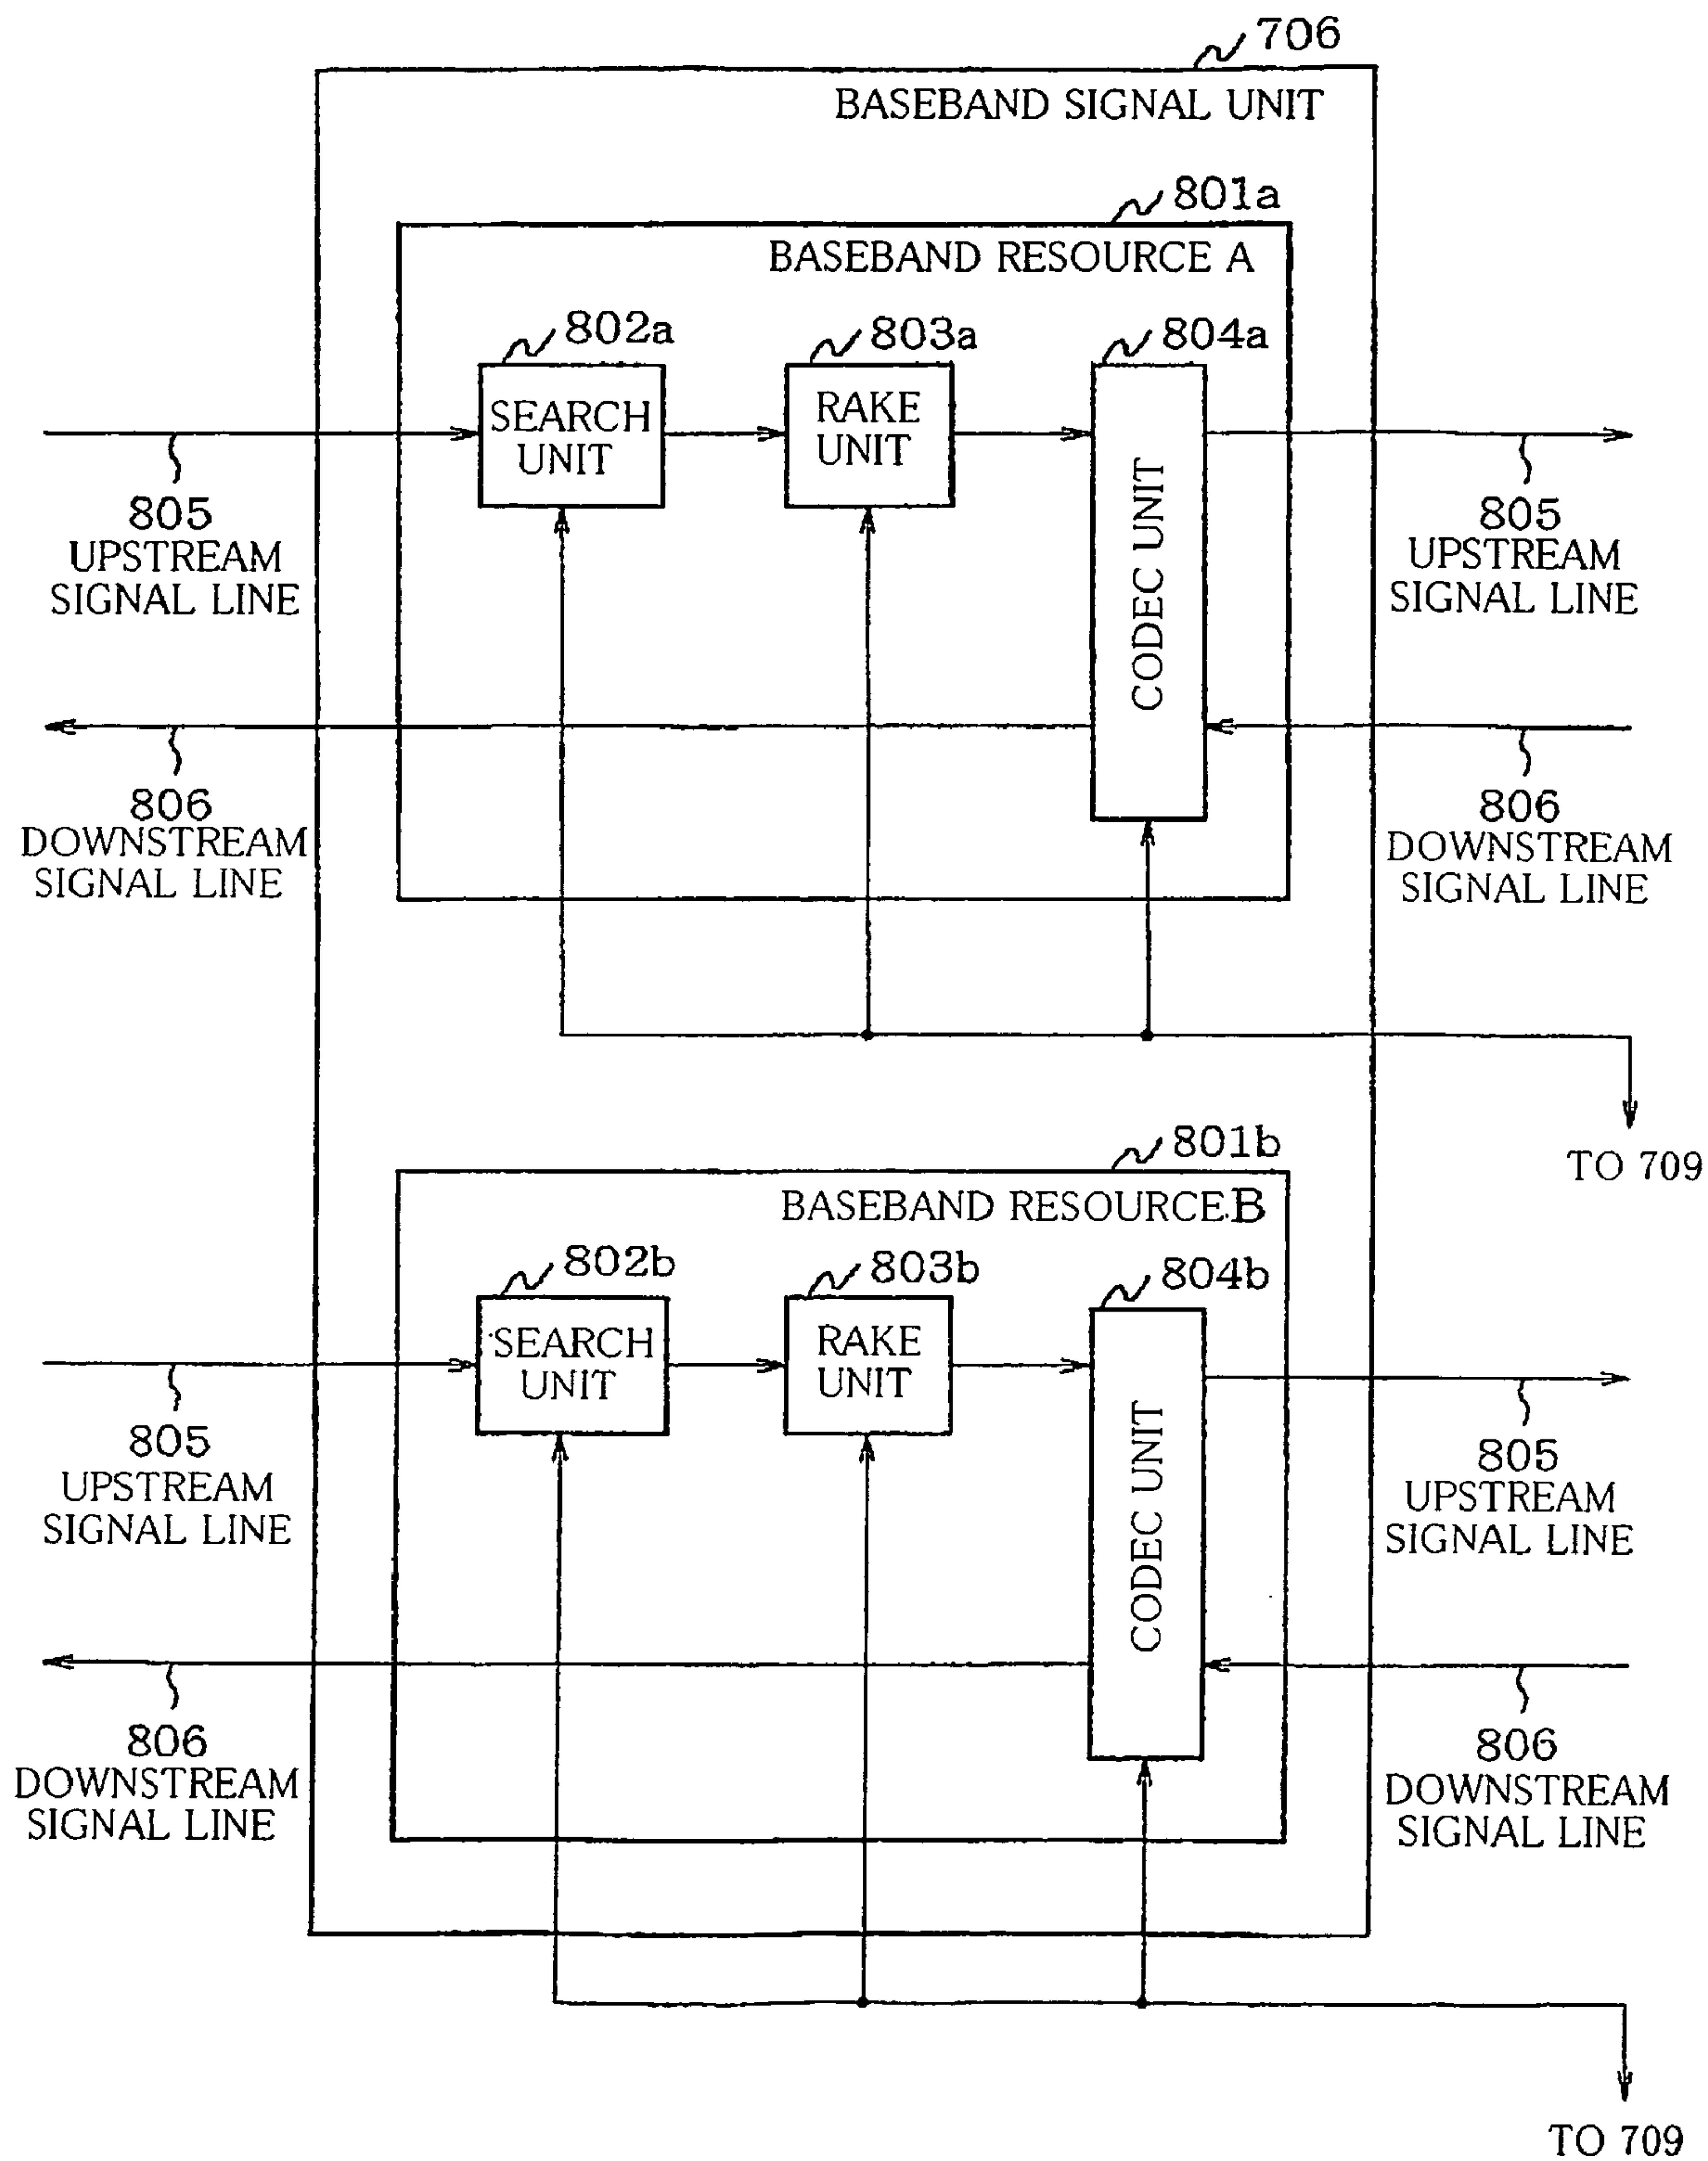 706
BASEBAND SIGNAL UNIT
801a
BASEBAND RESOURCE A
802a
803a
804a
SEARCH
UNIT
RAKE
UNIT
CODEC UNIT
805
UPSTREAM
SIGNAL LINE
805
UPSTREAM
SIGNAL LINE
806
DOWNSTREAM
SIGNAL LINE
806
DOWNSTREAM
SIGNAL LINE
TO 709
801b
BASEBAND RESOURCE B
802b
803b
804b
SEARCH
UNIT
RAKE
UNIT
CODEC UNIT
805
UPSTREAM
SIGNAL LINE
805
UPSTREAM
SIGNAL LINE
806
DOWNSTREAM
SIGNAL LINE
806
DOWNSTREAM
SIGNAL LINE
TO 709